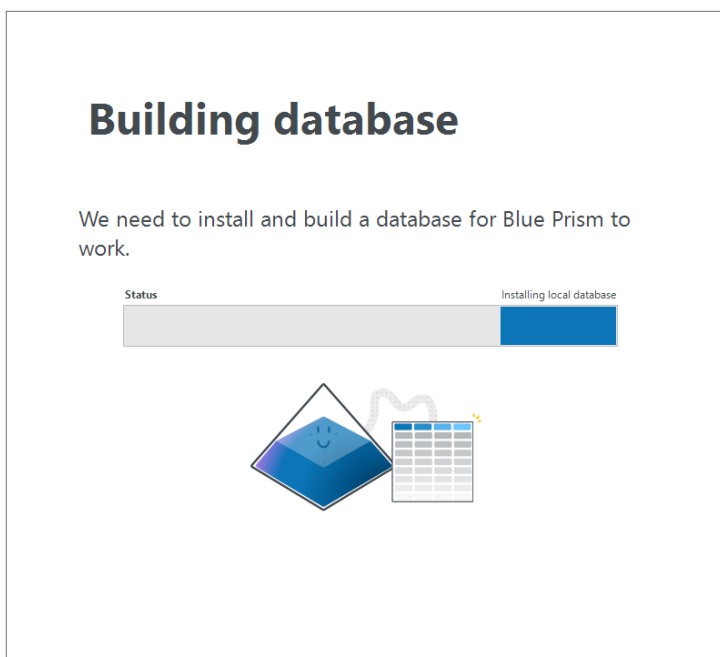 Building database
We need to install and build a database for Blue Prism to
work.
Status
Installing local database